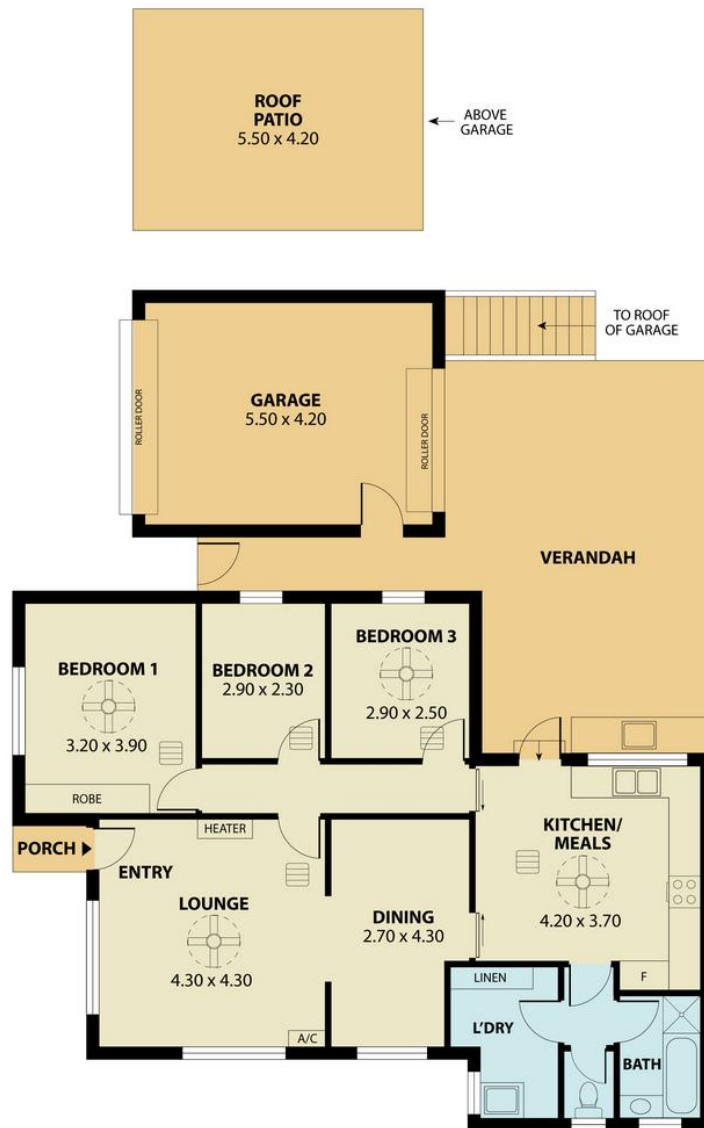 ROOF
PATIO
5.50 x 4.20
ABOVE
GARAGE
TO ROOF
OF GARAGE
ROLLER DOOR
GARAGE
5.50 x 4.20
ROLLER DOOR
VERANDAH
BEDROOM 1
3.20 x 3.90
ROBE
BEDROOM 2
2.90 x 2.30
BEDROOM 3
2.90 x 2.50
PORCH
ENTRY
HEATER
LOUNGE
4.30 x 4.30
A/C
DINING
2.70 x 4.30
KITCHEN/
MEALS
4.20 x 3.70
F
LINEN
L'DRY
BATH